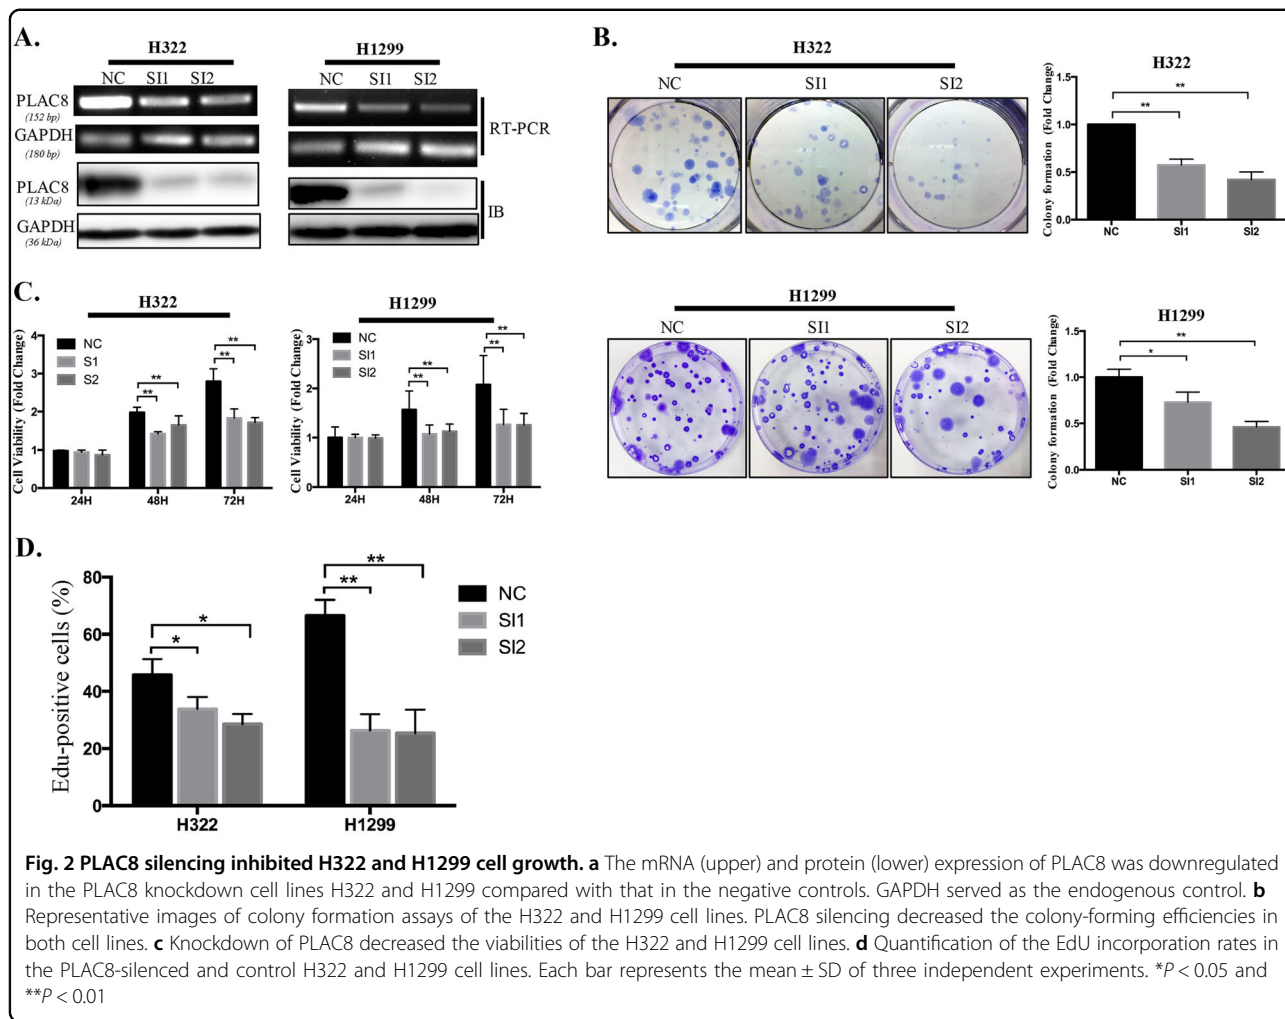 A.
H322
NC SI1 SI2
PLAC8
(152 bp)
GAPDH
(180 bp)
PLAC8
(13 kDa)
GAPDH
(36 kDa)
H1299
NC SI1 SI2
RT-PCR
IB
B.
H322
NC SI1 SI2
H322
Colony formation (Fold Change)
1.5
1.0
0.5
0.0
**
**
NC SI1 SI2
H1299
NC SI1 SI2
H1299
Colony formation (Fold Change)
1.5
1.0
0.5
0.0
**
*
NC SI1 SI2
C.
H322
Cell Viability (Fold Change)
4
3
2
1
0
NC
S1
S2
**
**
**
**
24H 48H 72H
H1299
Cell Viability (Fold Change)
3
2
1
0
NC
SI1
SI2
**
**
**
**
24H 48H 72H
D.
Edu-positive cells (%)
80
60
40
20
0
*
*
**
**
NC
SI1
SI2
H322 H1299
Fig. 2 PLAC8 silencing inhibited H322 and H1299 cell growth. a The mRNA (upper) and protein (lower) expression of PLAC8 was downregulated
in the PLAC8 knockdown cell lines H322 and H1299 compared with that in the negative controls. GAPDH served as the endogenous control. b
Representative images of colony formation assays of the H322 and H1299 cell lines. PLAC8 silencing decreased the colony-forming efficiencies in
both cell lines. c Knockdown of PLAC8 decreased the viabilities of the H322 and H1299 cell lines. d Quantification of the EdU incorporation rates in
the PLAC8-silenced and control H322 and H1299 cell lines. Each bar represents the mean ± SD of three independent experiments. *P < 0.05 and
**P < 0.01